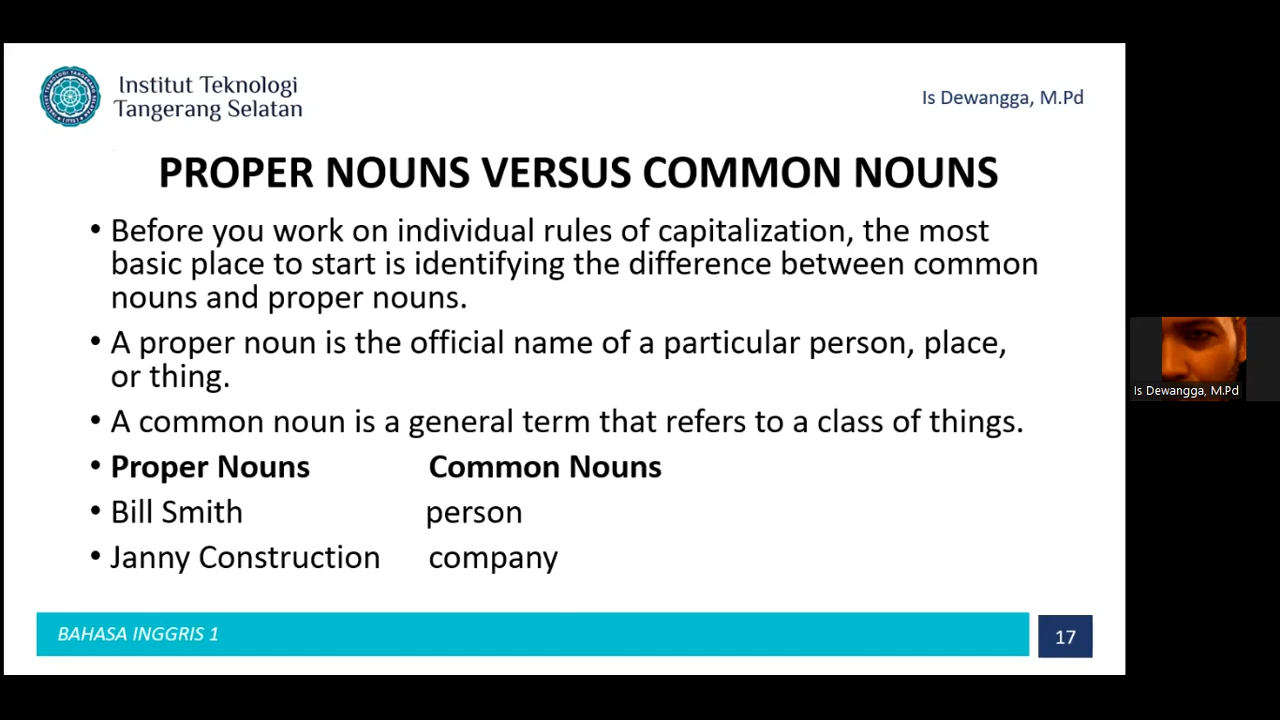 Institut Teknologi
Tangerang Selatan
Is Dewangga, M.Pd
PROPER NOUNS VERSUS COMMON NOUNS
• Before you work on individual rules of capitalization, the most
basic place to start is identifying the difference between common
nouns and proper nouns.
• A proper noun is the official name of a particular person, place,
or thing.
• A common noun is a general term that refers to a class of things.
• Proper Nouns Common Nouns
• Bill Smith person
• Janny Construction company
Is Dewangga, M.Pd
BAHASA INGGRIS 1
17